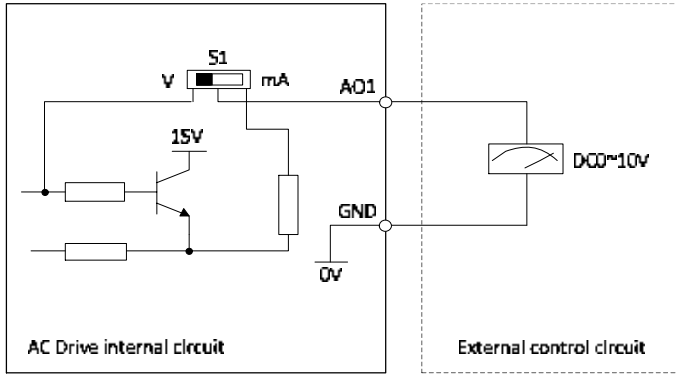 S1
V
mA
AO1
15V
DC0~10V
GND
0V
AC Drive internal circuit
External control circuit